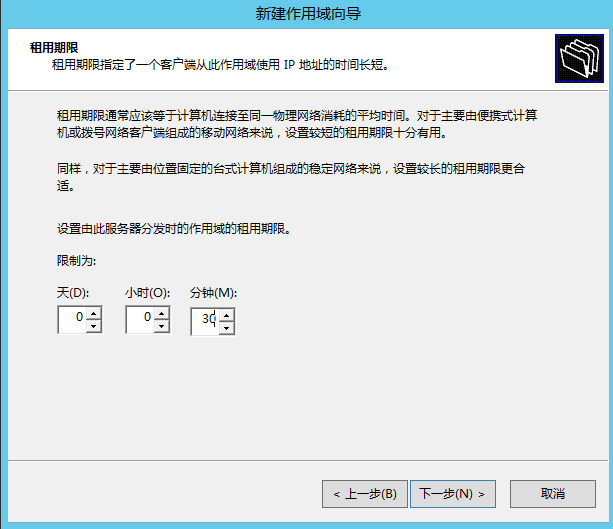 新建作用域向导
租用期限
租用期限指定了一个客户端从此作用域使用 IP 地址的时间长短。
租用期限通常应该等于计算机连接至同一物理网络消耗的平均时间。对于主要由便携式计算
机或拨号网络客户端组成的移动网络来说，设置较短的租用期限十分有用。
同样，对于主要由位置固定的台式计算机组成的稳定网络来说，设置较长的租用期限更合
适。
设置由此服务器分发时的作用域的租用期限。
限制为:
天(D): 小时(O): 分钟(M):
0 0 30
< 上一步(B) 下一步(N) > 取消